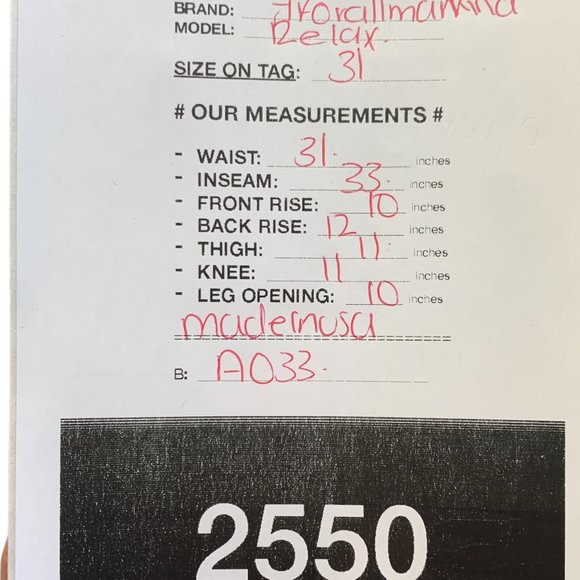 BRAND: 7forallmankind
MODEL: Relax.
SIZE ON TAG: 31
# OUR MEASUREMENTS #
- WAIST: 31. inches
- INSEAM: 33. inches
- FRONT RISE: 10 inches
- BACK RISE: 12 inches
- THIGH: 11. inches
- KNEE: 11 inches
- LEG OPENING: 10 inches
madeinusa
B: A033.
2550